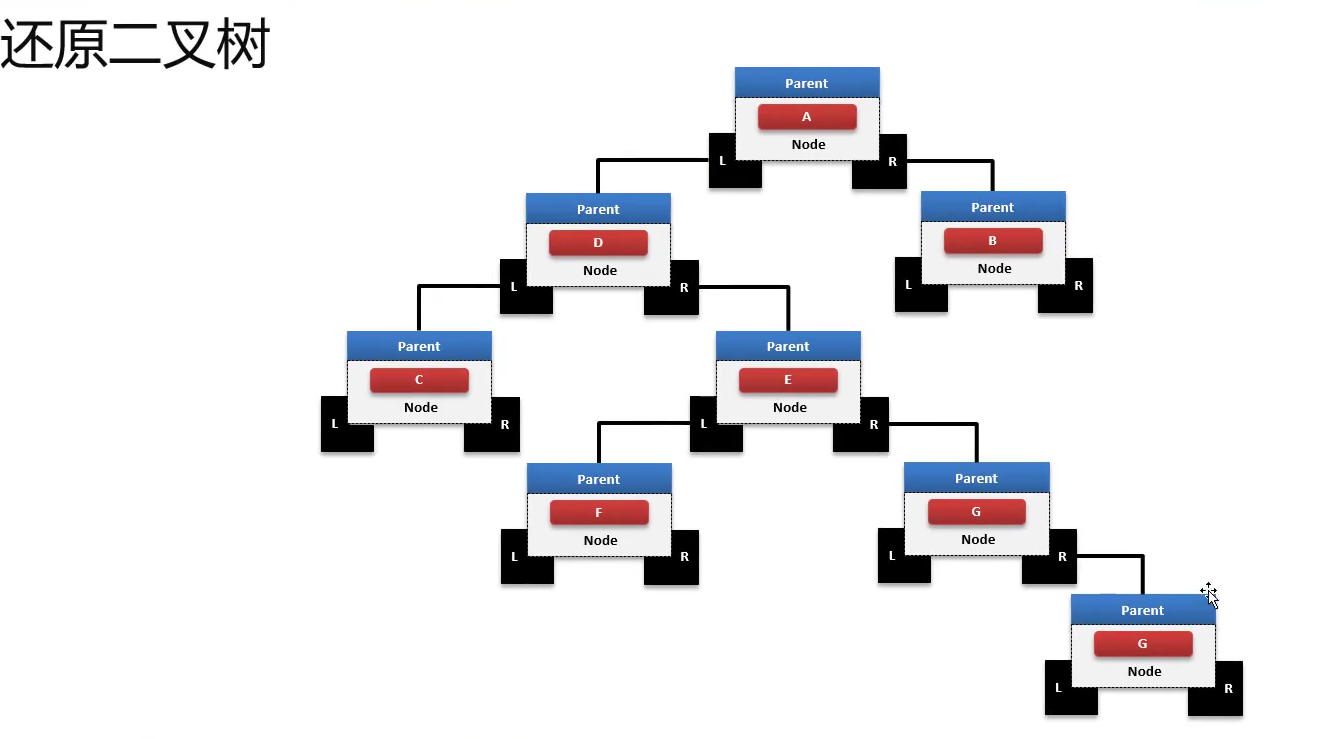 还原二叉树
Parent
A
Node
L
R
Parent
D
Node
L
R
Parent
B
Node
L
R
Parent
C
Node
L
R
Parent
E
Node
L
R
Parent
F
Node
L
R
Parent
G
Node
L
R
Parent
G
Node
L
R